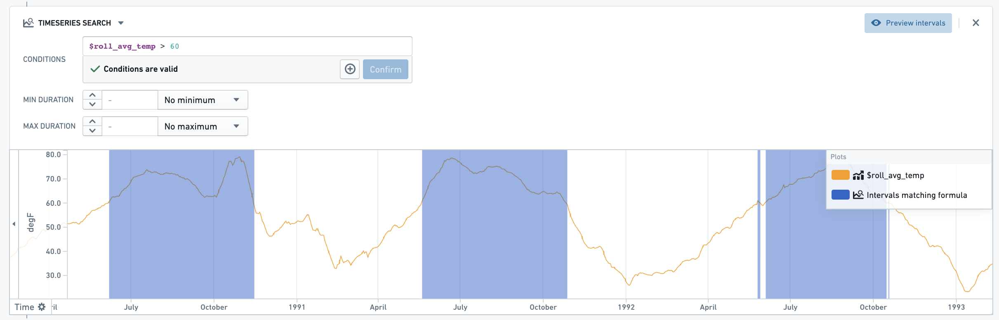 TIMESERIES SEARCH
Preview intervals
CONDITIONS
$roll_avg_temp > 60
Conditions are valid
Confirm
MIN DURATION
-
No minimum
MAX DURATION
-
No maximum
80.0
70.0
60.0
50.0
40.0
30.0
degF
Plots
$roll_avg_temp
Intervals matching formula
Time
ril
July
October
1991
April
July
October
1992
April
July
October
1993